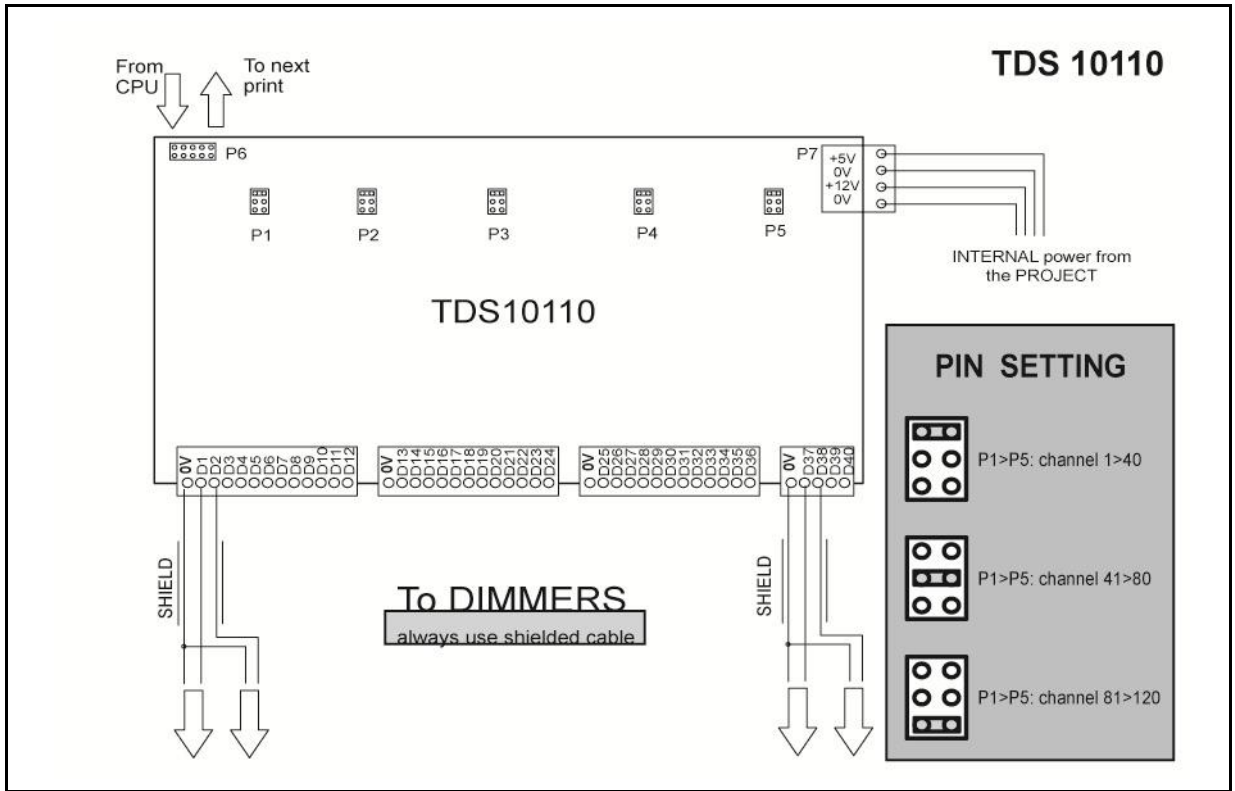 TDS 10110
From
CPU
To next
print
P6
P7
+5V
0V
+12V
0V
P1
P2
P3
P4
P5
INTERNAL power from
the PROJECT
TDS10110
PIN SETTING
P1>P5: channel 1>40
P1>P5: channel 41>80
P1>P5: channel 81>120
0V
D1
D2
D3
D4
D5
D6
D7
D8
D9
D10
D11
D12
0V
D13
D14
D15
D16
D17
D18
D19
D20
D21
D22
D23
D24
0V
D25
D26
D27
D28
D29
D30
D31
D32
D33
D34
D35
D36
0V
D37
D38
D39
D40
SHIELD
To DIMMERS
always use shielded cable
SHIELD